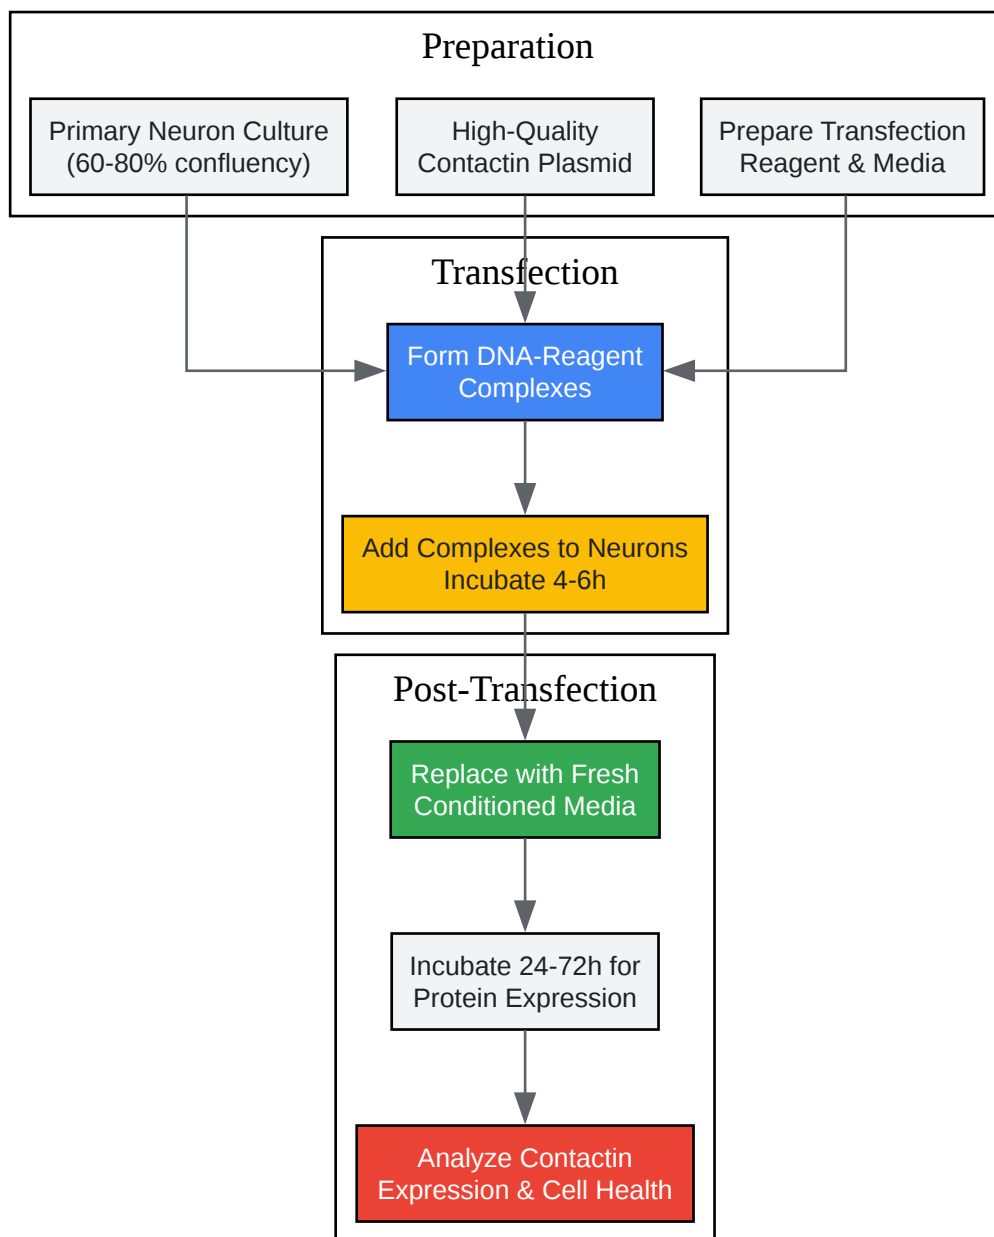 Preparation
Primary Neuron Culture
(60-80% confluency)
High-Quality
Contactin Plasmid
Prepare Transfection
Reagent & Media
Transfection
Form DNA-Reagent
Complexes
Add Complexes to Neurons
Incubate 4-6h
Post-Transfection
Replace with Fresh
Conditioned Media
Incubate 24-72h for
Protein Expression
Analyze Contactin
Expression & Cell Health